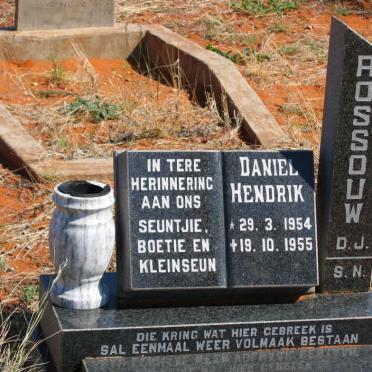 IN TERE
HERINNERING
AAN ONS
SEUNTJIE,
BOETIE EN
KLEINSEUN
DANIEL
HENDRIK
* 29. 3. 1954
✝19. 10. 1955
ROSSOUW
D.J.
S.N.
DIE KRING WAT HIER GEBREEK IS
SAL EENMAAL WEER VOLMAAK BESTAAN